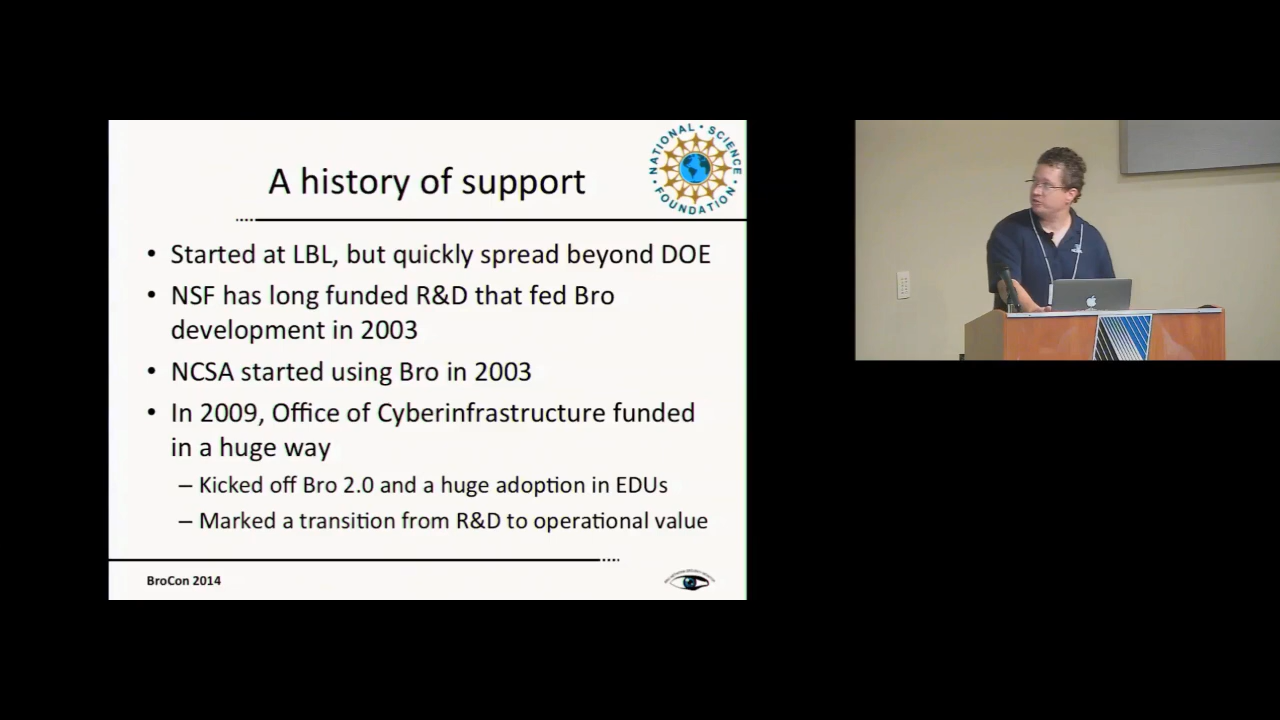 A history of support
NATIONAL • SCIENCE
• FOUNDATION •
• Started at LBL, but quickly spread beyond DOE
• NSF has long funded R&D that fed Bro
development in 2003
• NCSA started using Bro in 2003
• In 2009, Office of Cyberinfrastructure funded
in a huge way
– Kicked off Bro 2.0 and a huge adoption in EDUs
– Marked a transition from R&D to operational value
BroCon 2014